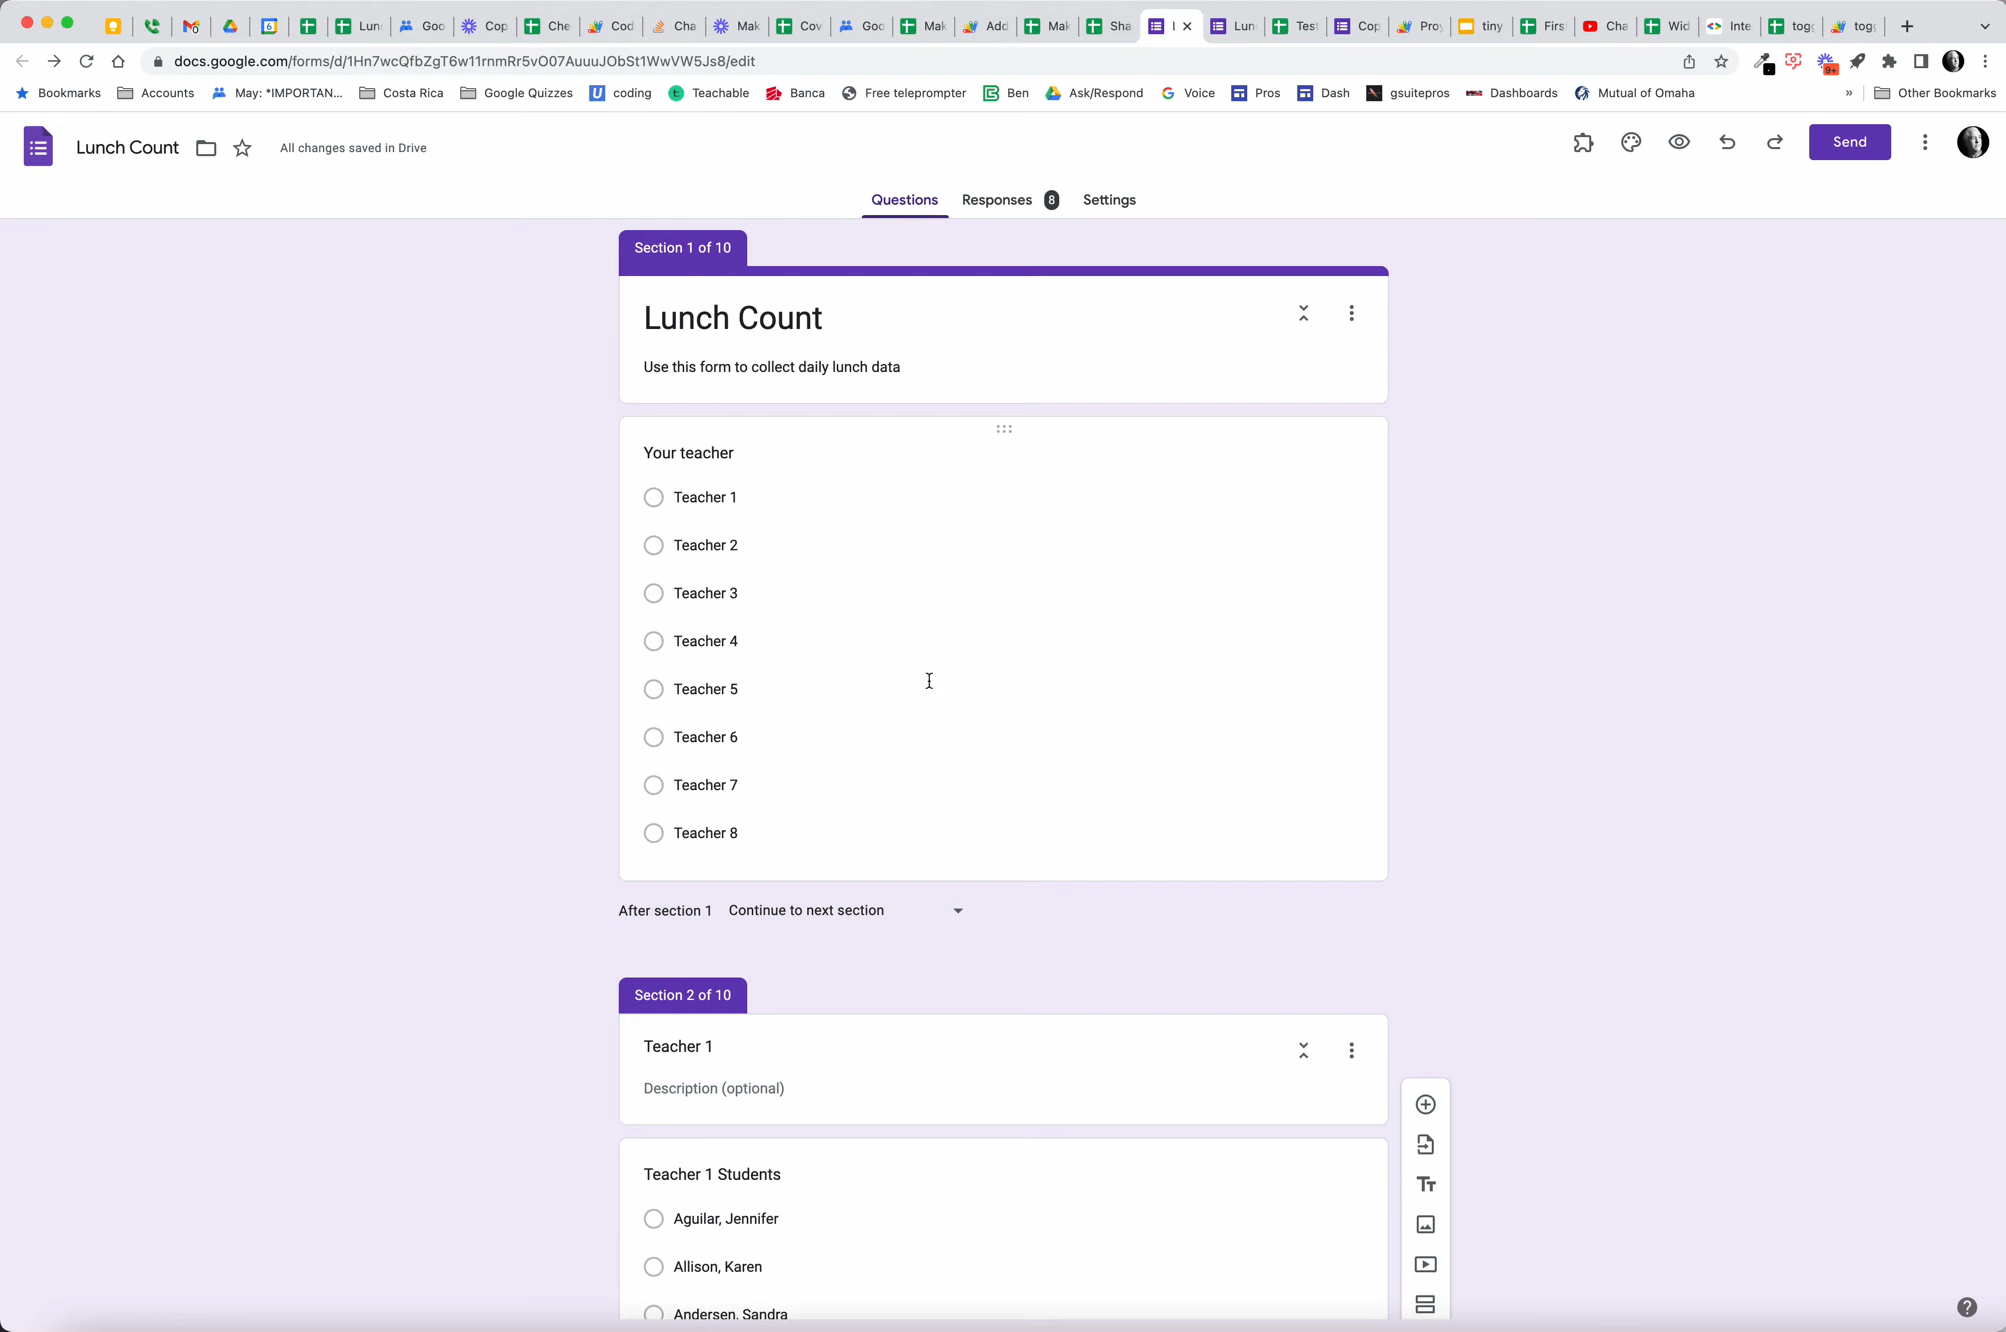 Lun
Goo
Cop
Che
Cod
Cha
Mak
Cov
Goo
Mak
Add
Mak
Sha
Lun
Test
Cop
Pro
tiny
Firs
Cha
Wid
Inte
togg
togg
docs.google.com/forms/d/1Hn7wcQfbZgT6w11rnmRr5vO07AuuuJObSt1WwVW5Js8/edit
9+
Bookmarks
Accounts
May: *IMPORTAN...
Costa Rica
Google Quizzes
coding
Teachable
Banca
Free teleprompter
Ben
Ask/Respond
Voice
Pros
Dash
gsuitepros
Dashboards
Mutual of Omaha
»
Other Bookmarks
Lunch Count
All changes saved in Drive
Send
Questions
Responses 8
Settings
Section 1 of 10
Lunch Count
Use this form to collect daily lunch data
Your teacher
Teacher 1
Teacher 2
Teacher 3
Teacher 4
Teacher 5
Teacher 6
Teacher 7
Teacher 8
After section 1 Continue to next section
Section 2 of 10
Teacher 1
Description (optional)
Teacher 1 Students
Aguilar, Jennifer
Allison, Karen
Andersen, Sandra